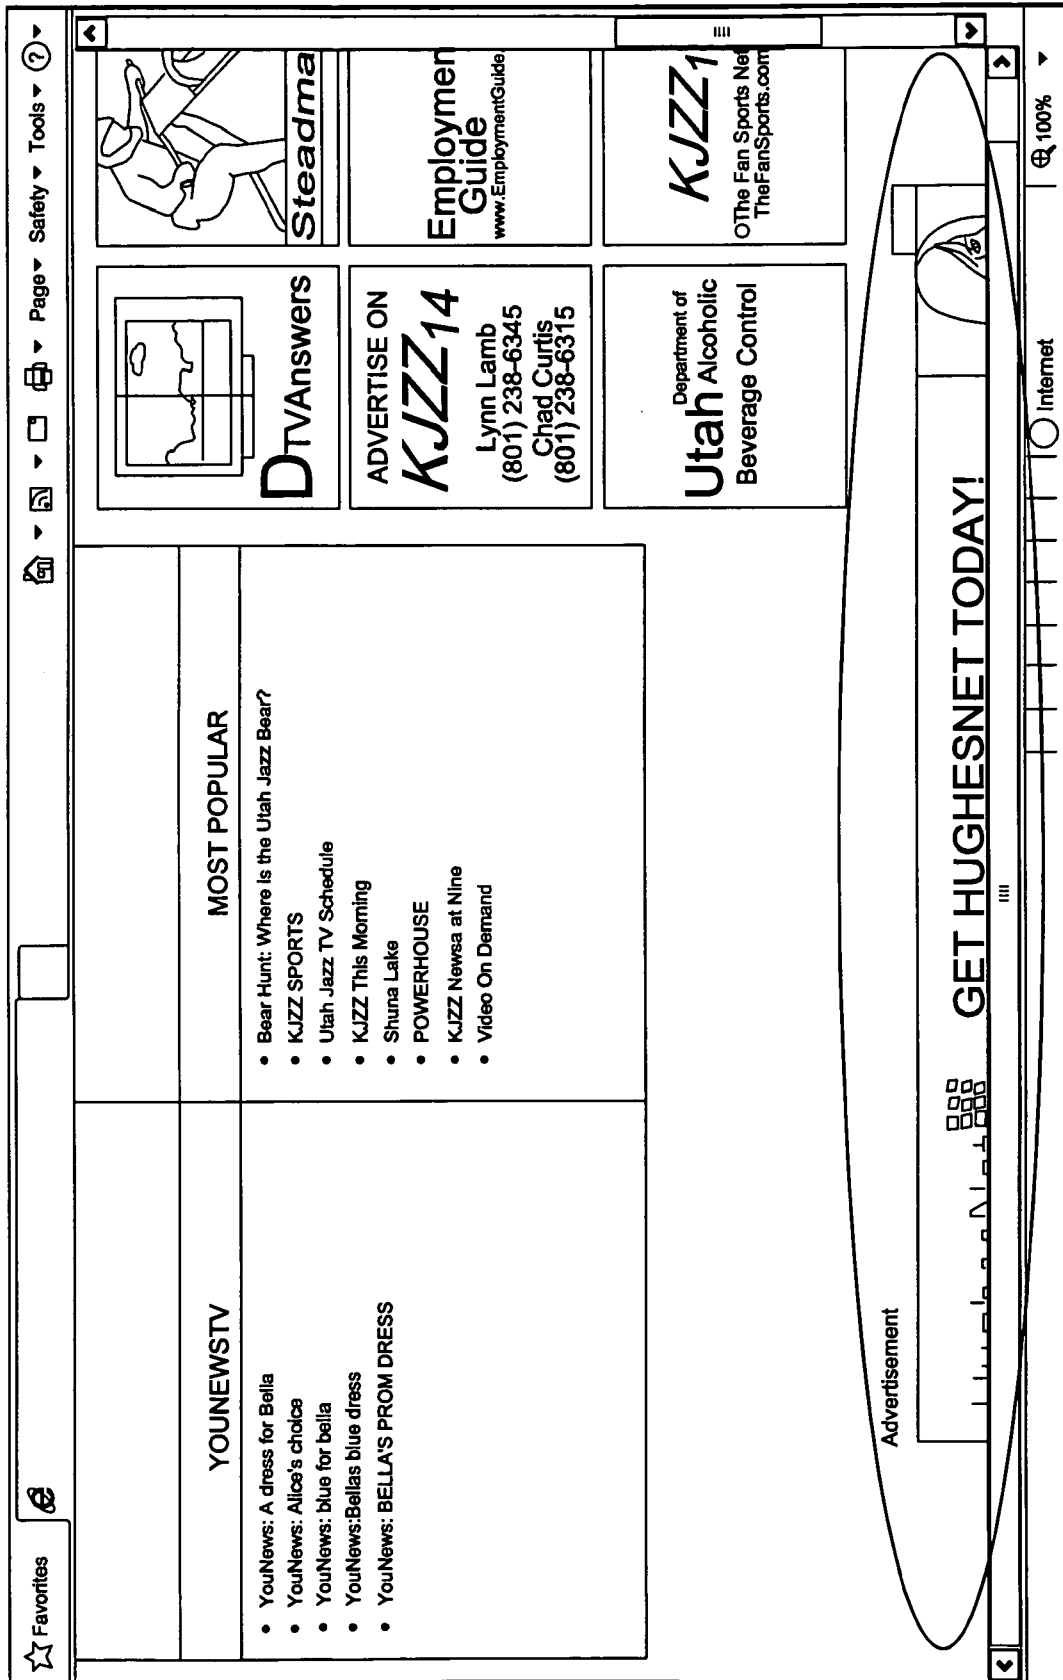 Favorites
Page Safety Tools
YOUNEWSTV
YouNews: A dress for Bella
YouNews: Alice's choice
YouNews: blue for bella
YouNews:Bellas blue dress
YouNews: BELLA'S PROM DRESS
MOST POPULAR
Bear Hunt: Where is the Utah Jazz Bear?
KJZZ SPORTS
Utah Jazz TV Schedule
KJZZ This Morning
Shuna Lake
POWERHOUSE
KJZZ Newsa at Nine
Video On Demand
DTVAnswers
Steadma
ADVERTISE ON
KJZZ14
Lynn Lamb
(801) 238-6345
Chad Curtis
(801) 238-6315
Employmen
Guide
www.EmploymentGuide.
Department of
Utah Alcoholic
Beverage Control
KJZZ1
The Fan Sports Net
TheFanSports.com
Advertisement
GET HUGHESNET TODAY!
Internet
100%